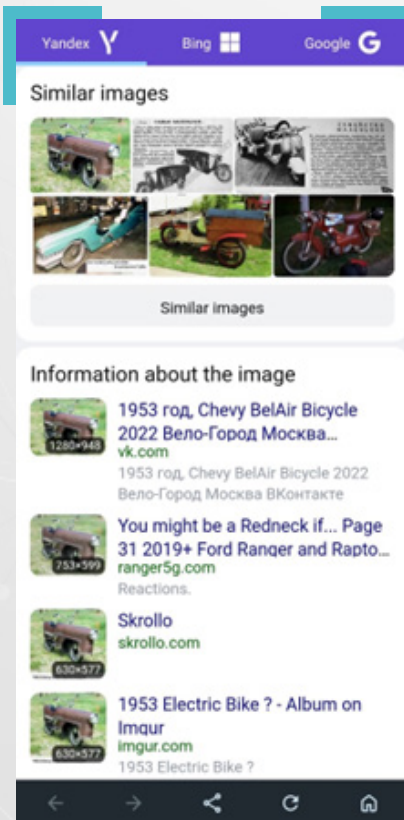 Yandex
Bing
Google
Similar images
Similar images
Information about the image
1280×948
1953 год, Chevy BelAir Bicycle
2022 Вело-Город Москва...
vk.com
1953 год, Chevy BelAir Bicycle 2022
Вело-Город Москва ВКонтакте
753×599
You might be a Redneck if... Page
31 2019+ Ford Ranger and Rapto...
ranger5g.com
Reactions.
630×577
Skrollo
skrollo.com
630×577
1953 Electric Bike ? - Album on
Imgur
imgur.com
1953 Electric Bike ?